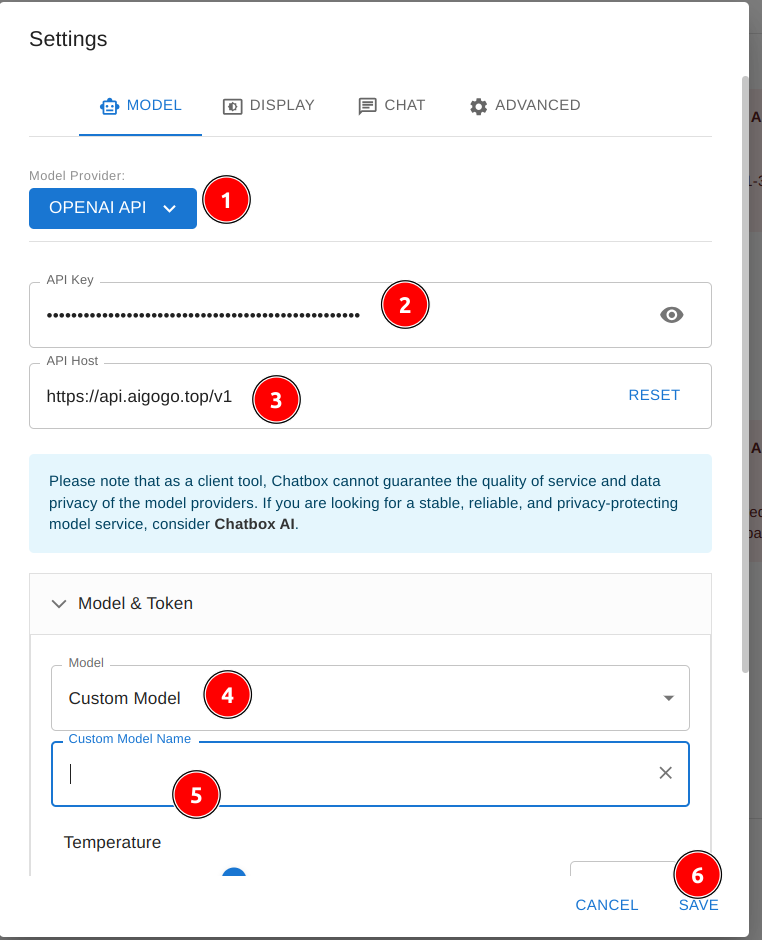 Settings
MODEL DISPLAY CHAT ADVANCED
Model Provider:
OPENAI API 1
API Key
2
API Host
https://api.aigogo.top/v1 3 RESET
Please note that as a client tool, Chatbox cannot guarantee the quality of service and data
privacy of the model providers. If you are looking for a stable, reliable, and privacy-protecting
model service, consider Chatbox AI.
Model & Token
Model
Custom Model 4
Custom Model Name
5
Temperature
6
CANCEL SAVE